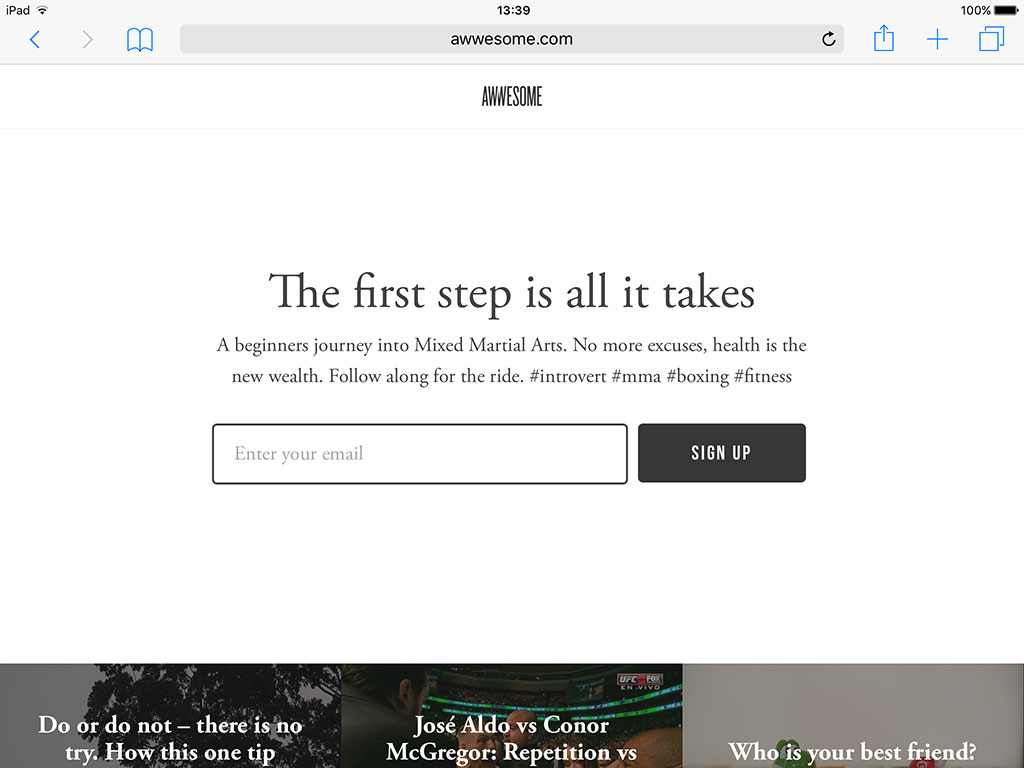 iPad 13:39 100%
awwesome.com
AWWESOME
The first step is all it takes
A beginners journey into Mixed Martial Arts. No more excuses, health is the
new wealth. Follow along for the ride. #introvert #mma #boxing #fitness
Enter your email
SIGN UP
Do or do not – there is no
try. How this one tip
UFC FOX
EN VIVO
José Aldo vs Conor
McGregor: Repetition vs
Who is your best friend?